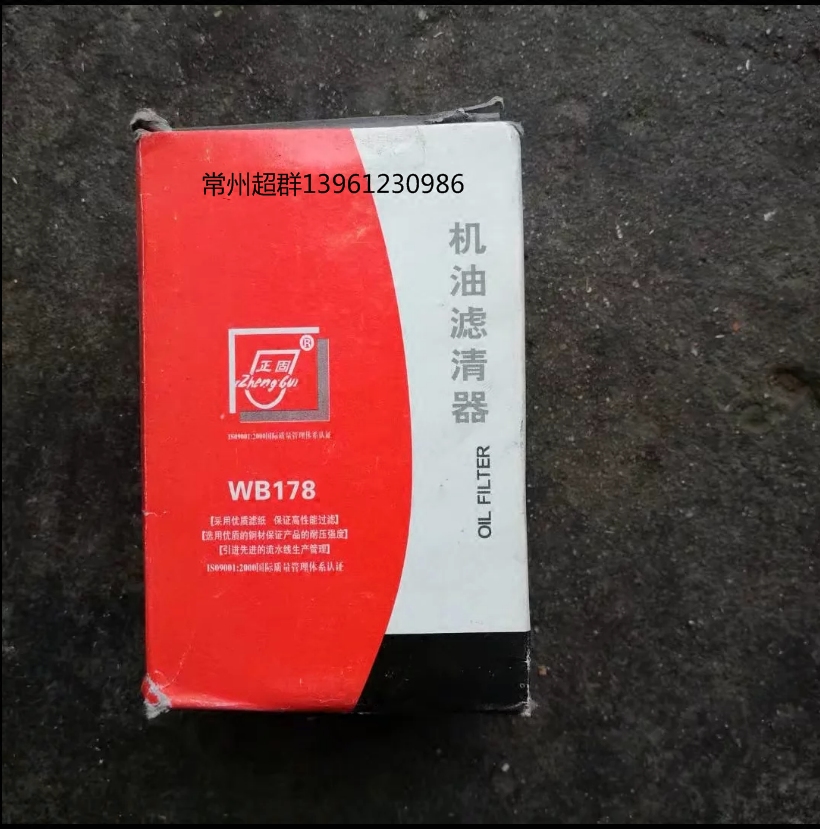 常州超群13961230986
机油滤清器
OIL FILTER
正固
ZhengGu
®
ISO9001:2000国际质量管理体系认证
WB178
【采用优质滤纸 保证高性能过滤】
【选用优质的钢材保证产品的耐压强度】
【引进先进的流水线生产管理】
ISO9001:2000国际质量管理体系认证